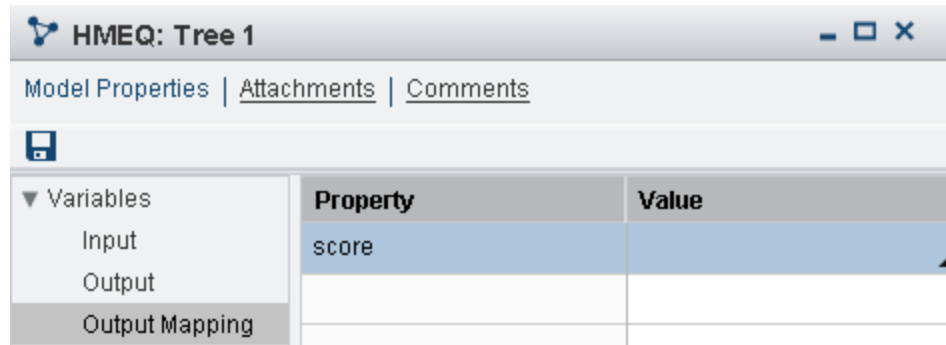 HMEQ: Tree 1
Model Properties | Attachments | Comments
Variables
Property Value
Input
score
Output
Output Mapping